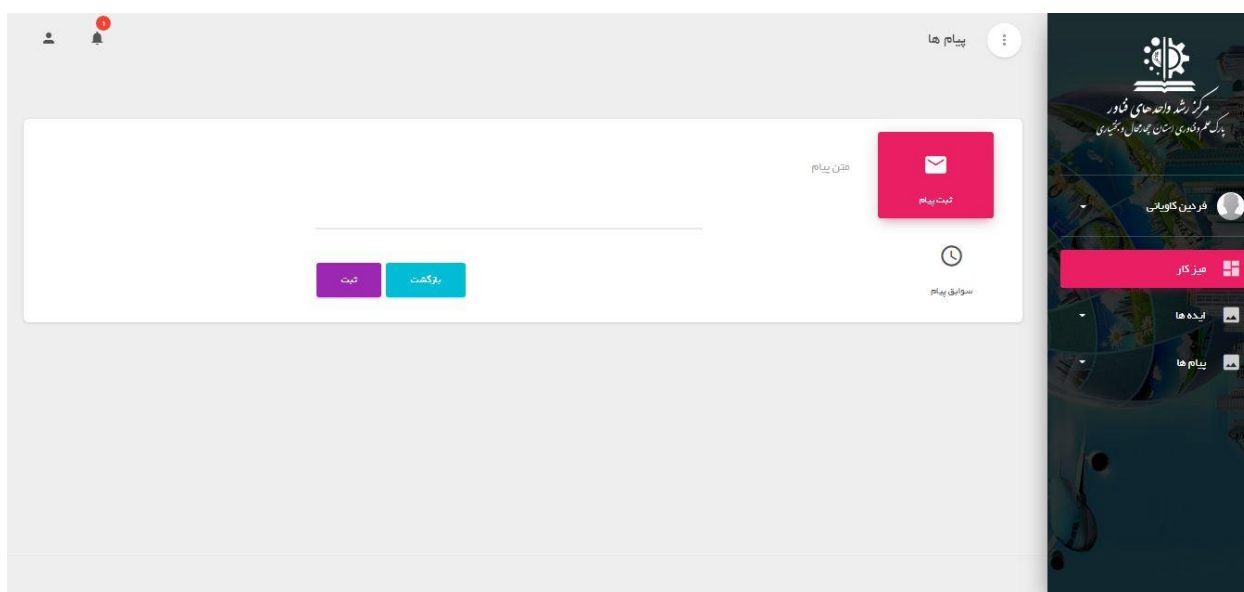 مرکز رشد واحدهای فناور
پارک علم و فناوری استان چهارمحال و بختیاری
فردین کاویانی
میز کار
ایده ها
پیام ها
پیام ها
۱
ثبت پیام
متن پیام
سوابق پیام
بازگشت
ثبت